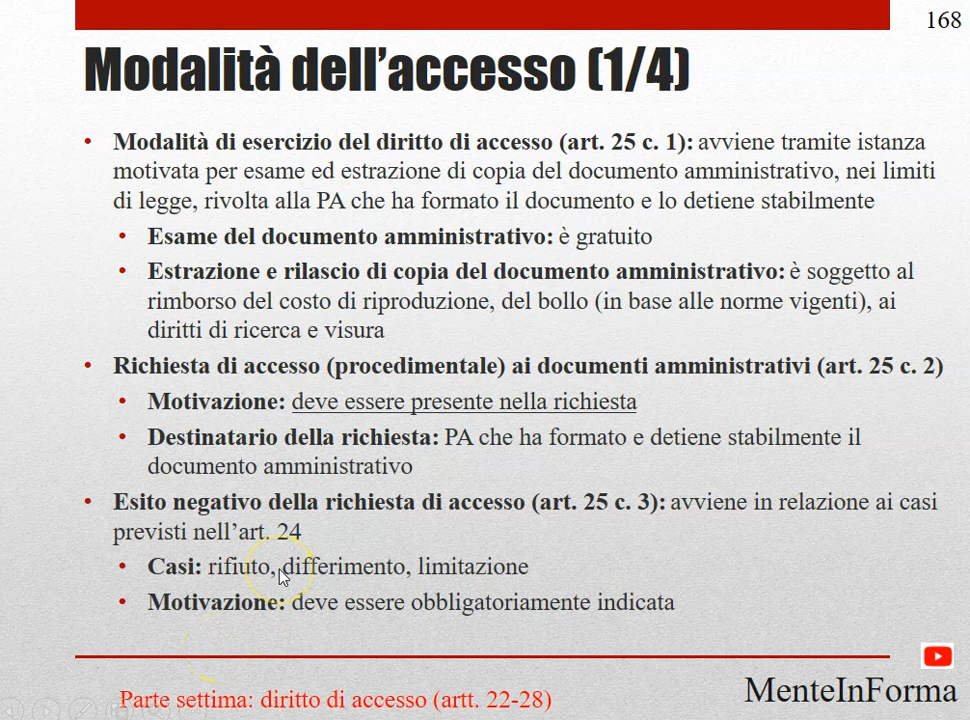 168
Modalità dell’accesso (1/4)
• Modalità di esercizio del diritto di accesso (art. 25 c. 1): avviene tramite istanza
motivata per esame ed estrazione di copia del documento amministrativo, nei limiti
di legge, rivolta alla PA che ha formato il documento e lo detiene stabilmente
• Esame del documento amministrativo: è gratuito
• Estrazione e rilascio di copia del documento amministrativo: è soggetto al
rimborso del costo di riproduzione, del bollo (in base alle norme vigenti), ai
diritti di ricerca e visura
• Richiesta di accesso (procedimentale) ai documenti amministrativi (art. 25 c. 2)
• Motivazione: deve essere presente nella richiesta
• Destinatario della richiesta: PA che ha formato e detiene stabilmente il
documento amministrativo
• Esito negativo della richiesta di accesso (art. 25 c. 3): avviene in relazione ai casi
previsti nell’art. 24
• Casi: rifiuto, differimento, limitazione
• Motivazione: deve essere obbligatoriamente indicata
Parte settima: diritto di accesso (artt. 22-28)
MenteInForma